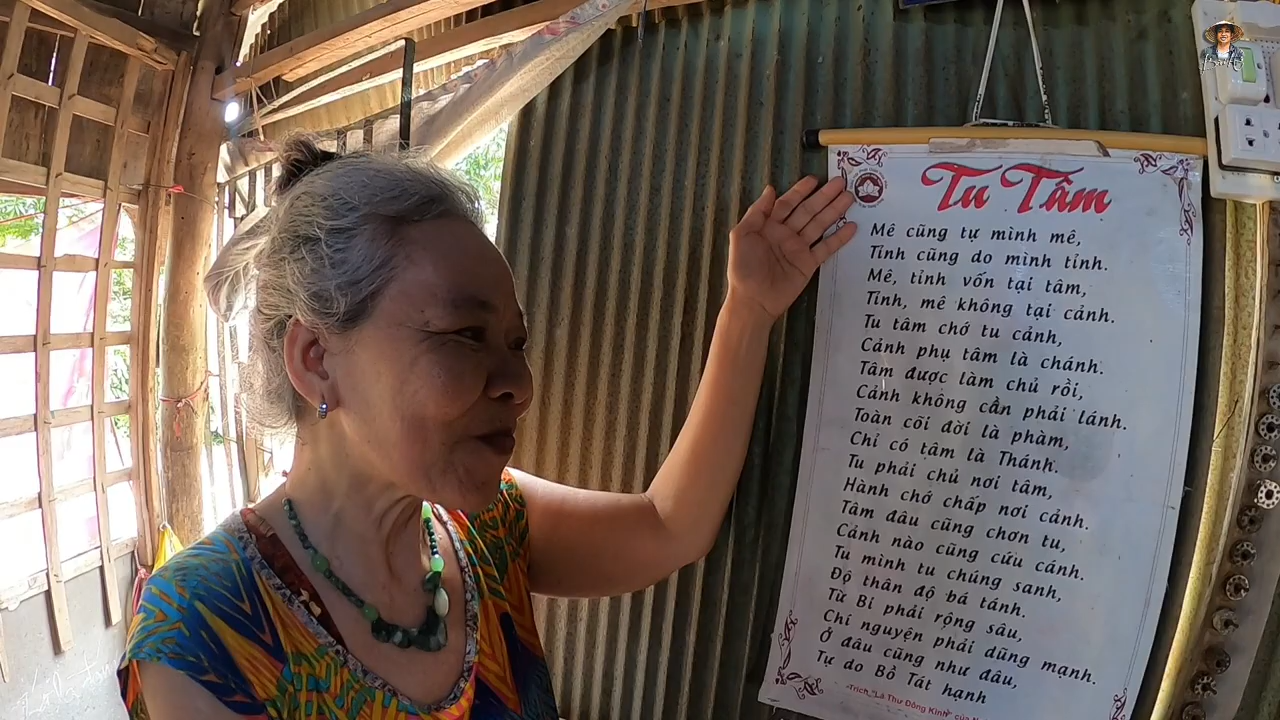 Tu Tâm
Mê cũng tự mình mê,
Tỉnh cũng do mình tỉnh.
Mê, tỉnh vốn tại tâm,
Tỉnh, mê không tại cảnh.
Tu tâm chớ tu cảnh,
Cảnh phụ tâm là chánh.
Tâm được làm chủ rồi,
Cảnh không cần phải lánh.
Toàn cõi đời là phàm,
Chỉ có tâm là Thánh.
Tu phải chủ nơi tâm,
Hành chớ chấp nơi cảnh.
Tâm đâu cũng chơn tu,
Cảnh nào cũng cứu cánh.
Tu mình tu chúng sanh,
Độ thân độ bá tánh.
Từ Bi phải rộng sâu,
Chí nguyện phải dũng mạnh.
Ở đâu cũng như đâu,
Tự do Bồ Tát hạnh
Trích "Lá Thư Đông Kinh" của